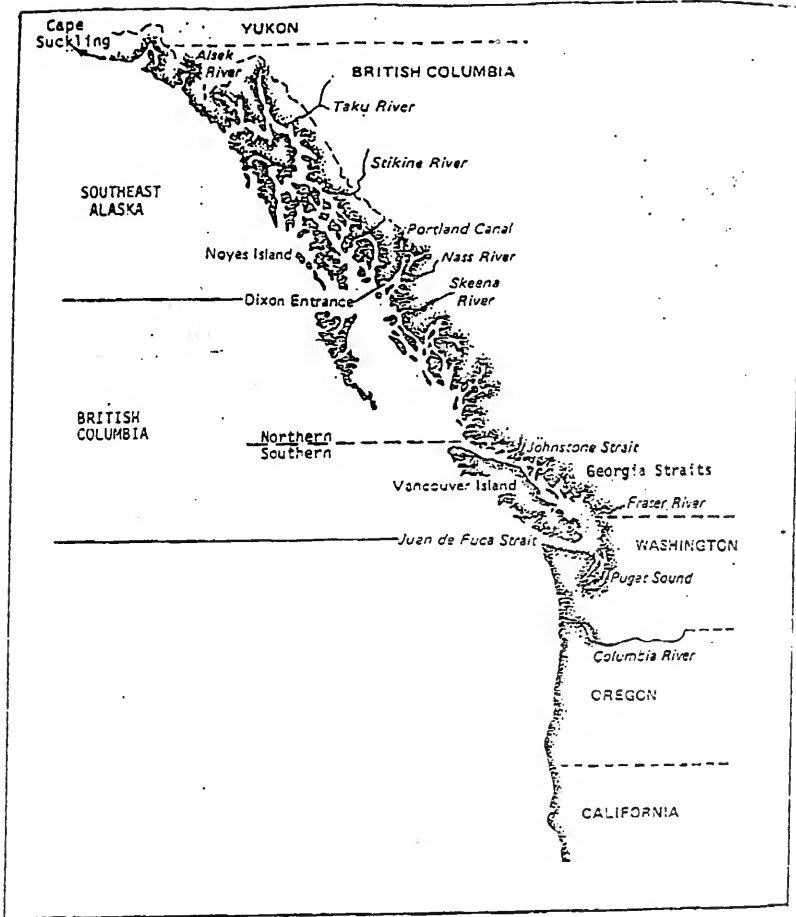 Cape
Suckling
YUKON
Alsek
River
BRITISH COLUMBIA
Taku River
Stikine River
SOUTHEAST
ALASKA
Portland Canal
Noyes Island
Nass River
Skeena
River
Dixon Entrance
BRITISH
COLUMBIA
Northern
Southern
Johnstone Strait
Georgia Straits
Vancouver Island
Fraser River
Juan de Fuca Strait
WASHINGTON
Puget Sound
Columbia River
OREGON
CALIFORNIA